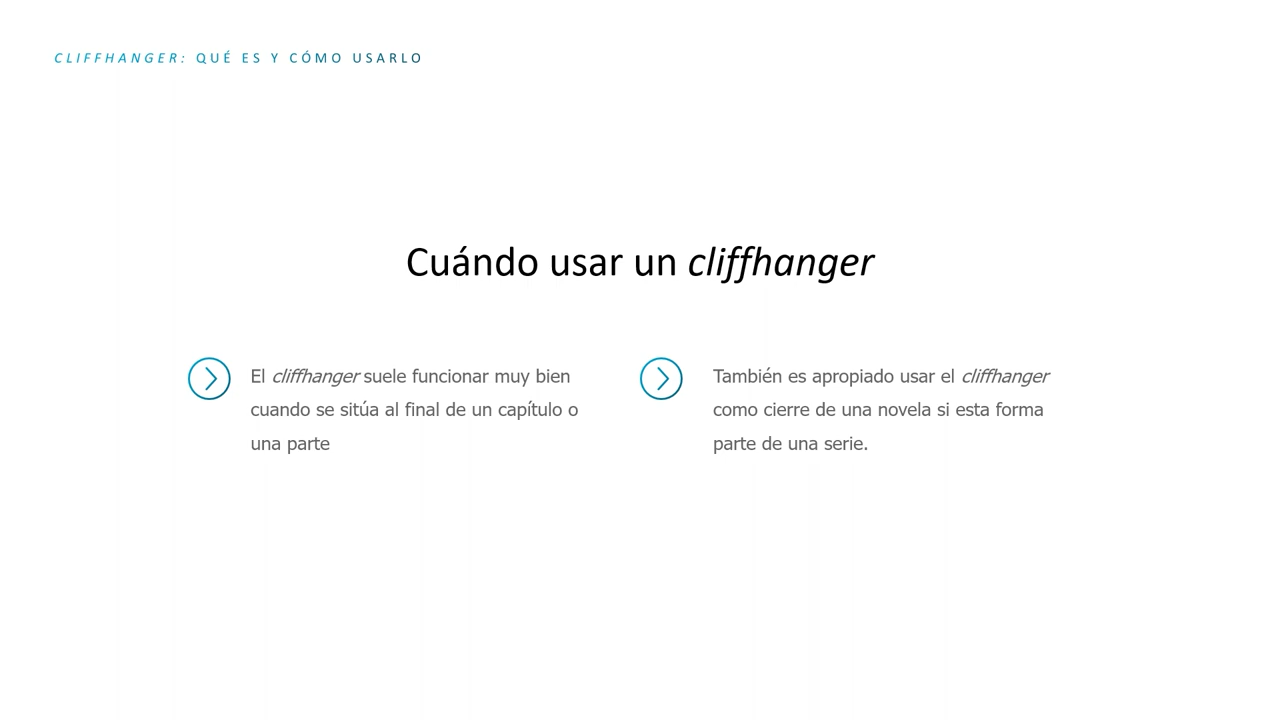 CLIFFHANGER: QUÉ ES Y CÓMO USARLO
Cuándo usar un cliffhanger
El cliffhanger suele funcionar muy bien
cuando se sitúa al final de un capítulo o
una parte
También es apropiado usar el cliffhanger
como cierre de una novela si esta forma
parte de una serie.